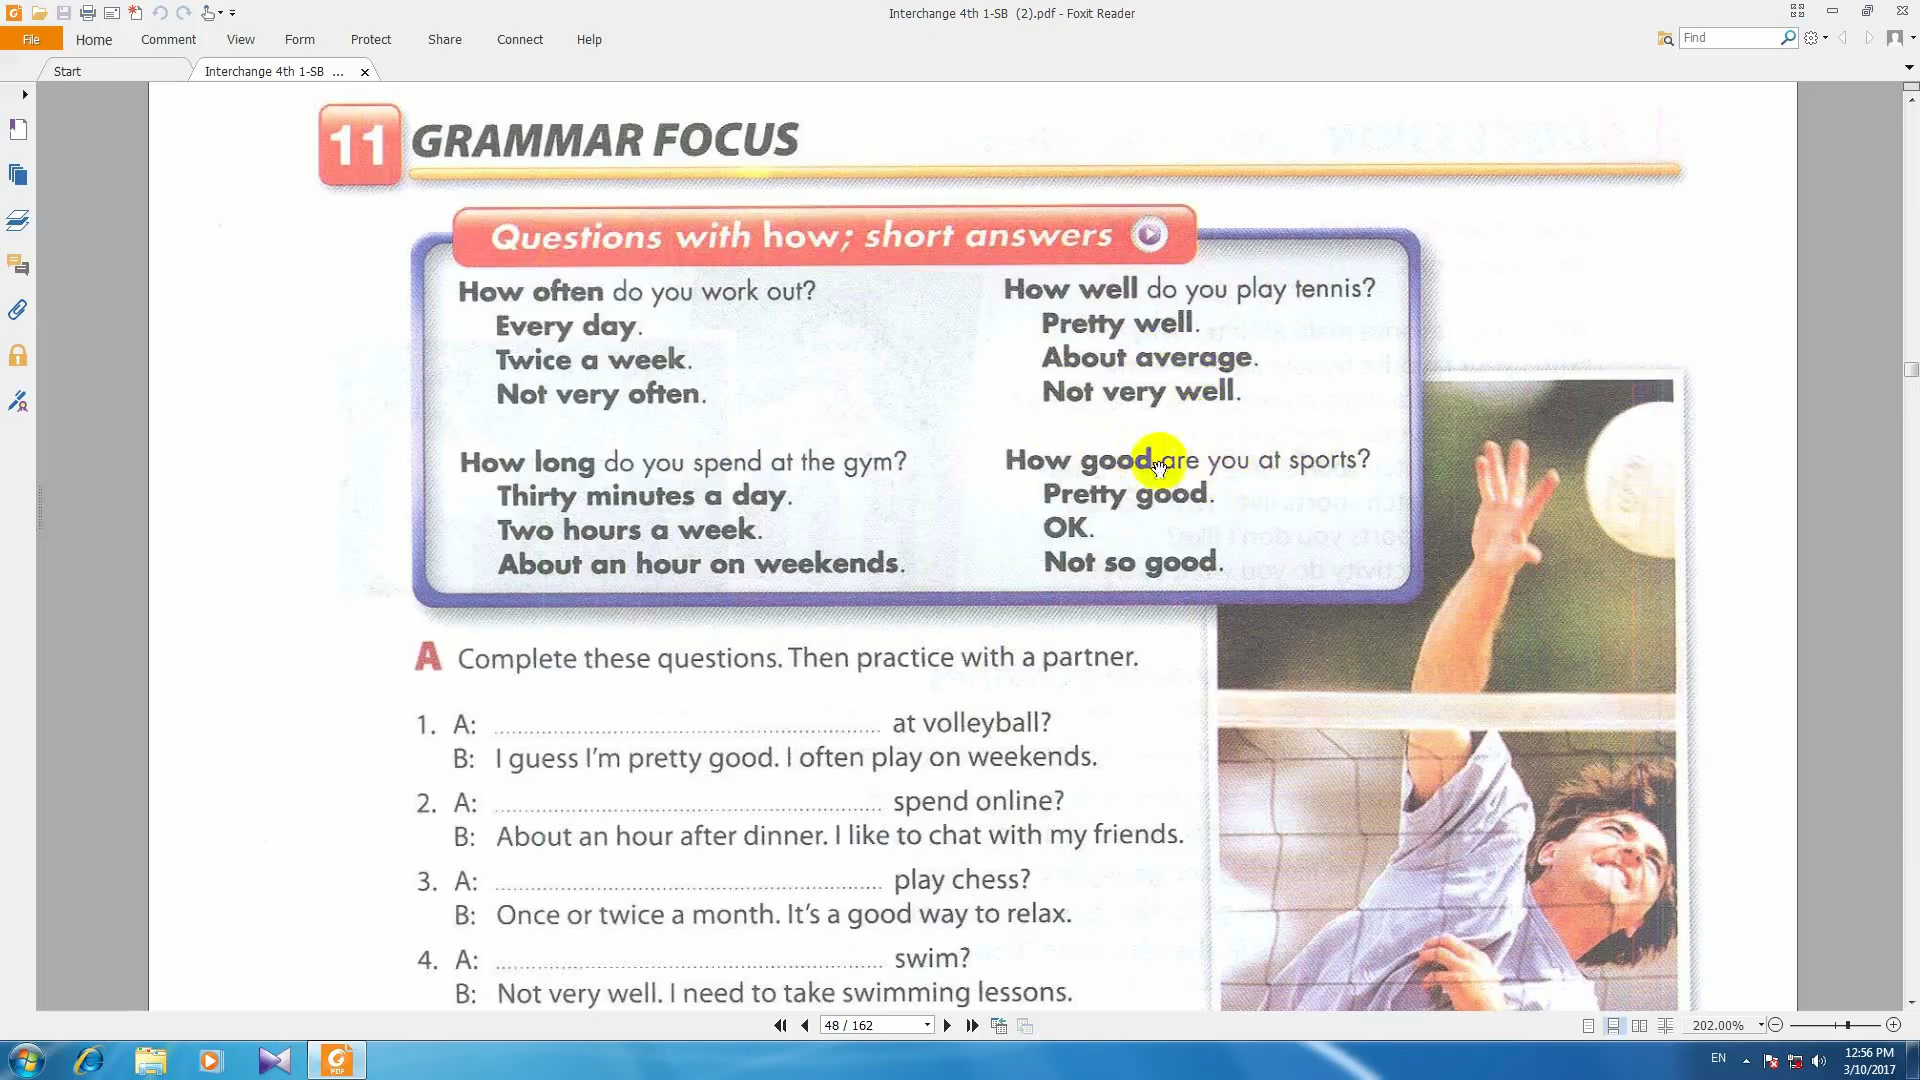 Interchange 4th 1-SB (2).pdf - Foxit Reader
File Home Comment View Form Protect Share Connect Help
Find
Start
Interchange 4th 1-SB ...
11 GRAMMAR FOCUS
Questions with how; short answers
How often do you work out?
Every day.
Twice a week.
Not very often.
How long do you spend at the gym?
Thirty minutes a day.
Two hours a week.
About an hour on weekends.
How well do you play tennis?
Pretty well.
About average.
Not very well.
How good are you at sports?
Pretty good.
OK.
Not so good.
A Complete these questions. Then practice with a partner.
1. A: ................................ at volleyball?
B: I guess I'm pretty good. I often play on weekends.
2. A: ................................ spend online?
B: About an hour after dinner. I like to chat with my friends.
3. A: ................................ play chess?
B: Once or twice a month. It's a good way to relax.
4. A: ................................ swim?
B: Not very well. I need to take swimming lessons.
48 / 162
202.00%
PDF
EN
12:56 PM
3/10/2017